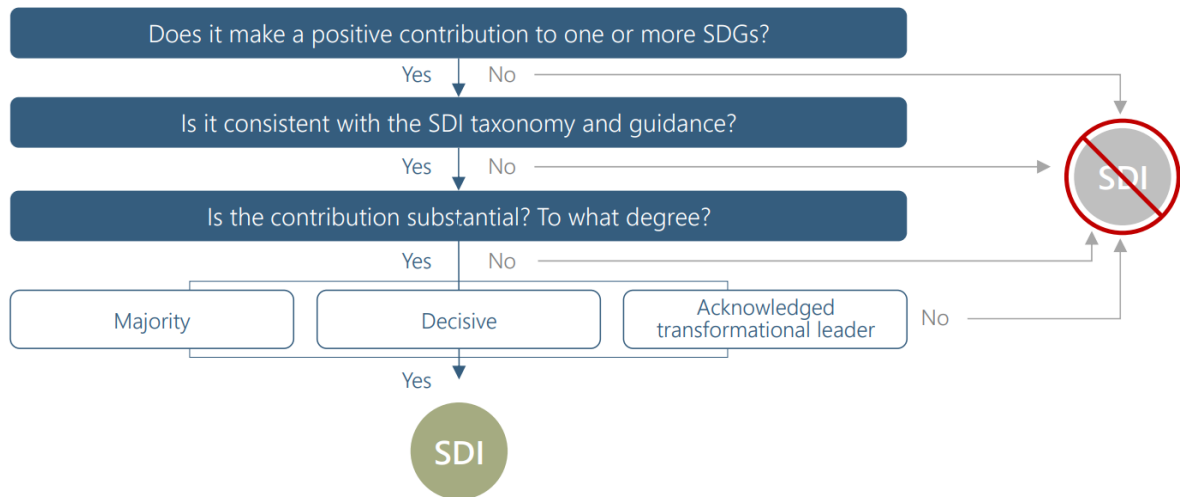 Does it make a positive contribution to one or more SDGs?
Yes No
Is it consistent with the SDI taxonomy and guidance?
Yes No
SDI
Is the contribution substantial? To what degree?
Yes No
Majority
Decisive
Acknowledged
transformational leader
No
Yes
SDI